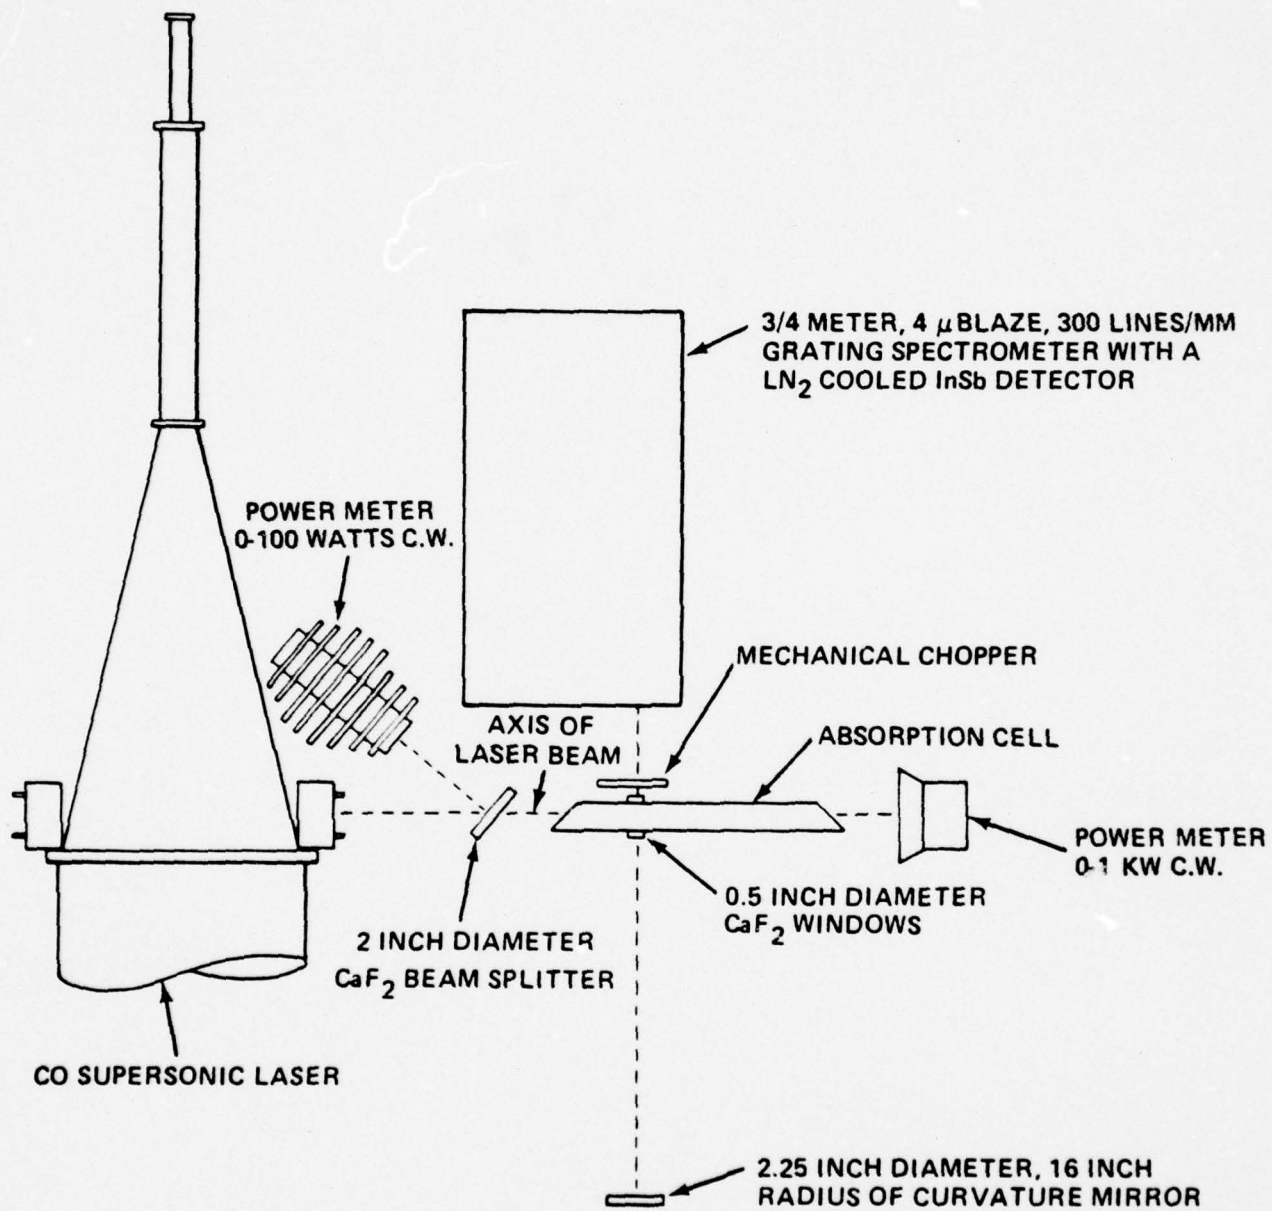 3/4 METER, 4 μ BLAZE, 300 LINES/MM
GRATING SPECTROMETER WITH A
LN2 COOLED InSb DETECTOR
POWER METER
0-100 WATTS C.W.
MECHANICAL CHOPPER
AXIS OF
LASER BEAM
ABSORPTION CELL
POWER METER
0-1 KW C.W.
0.5 INCH DIAMETER
CaF2 WINDOWS
2 INCH DIAMETER
CaF2 BEAM SPLITTER
CO SUPERSONIC LASER
2.25 INCH DIAMETER, 16 INCH
RADIUS OF CURVATURE MIRROR